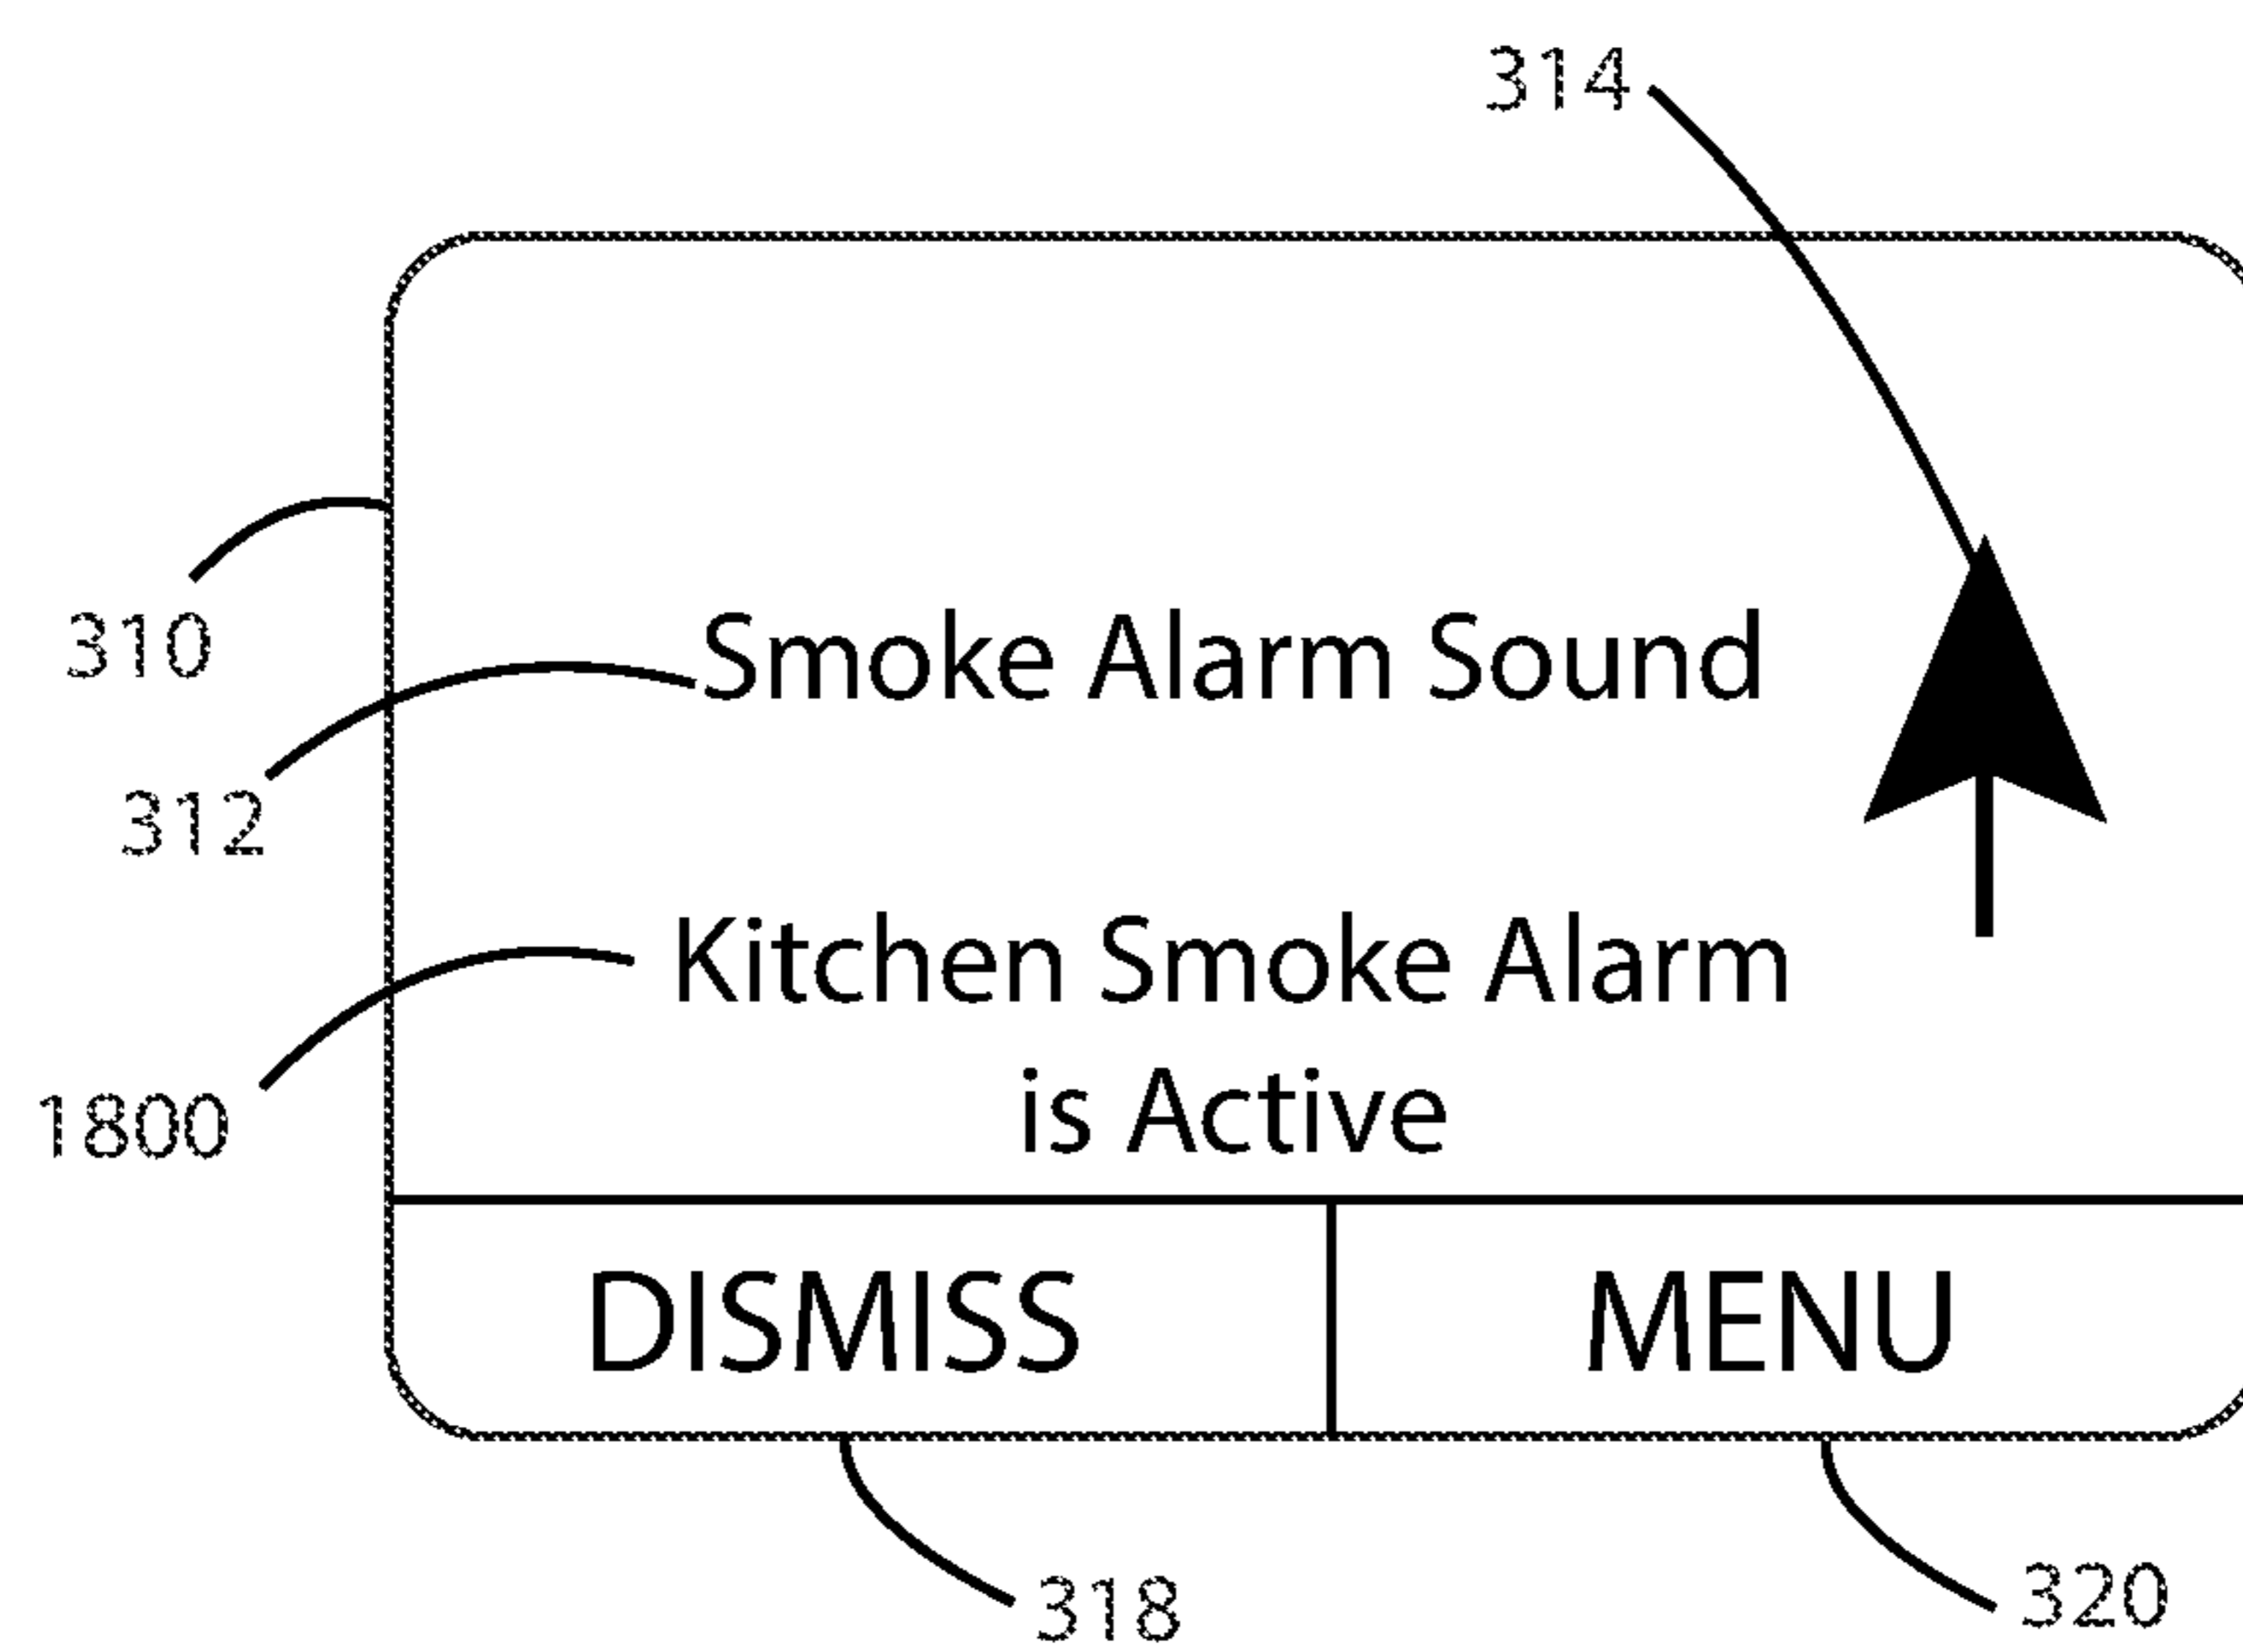 314
310
Smoke Alarm Sound
312
Kitchen Smoke Alarm
is Active
1800
DISMISS
MENU
318
320